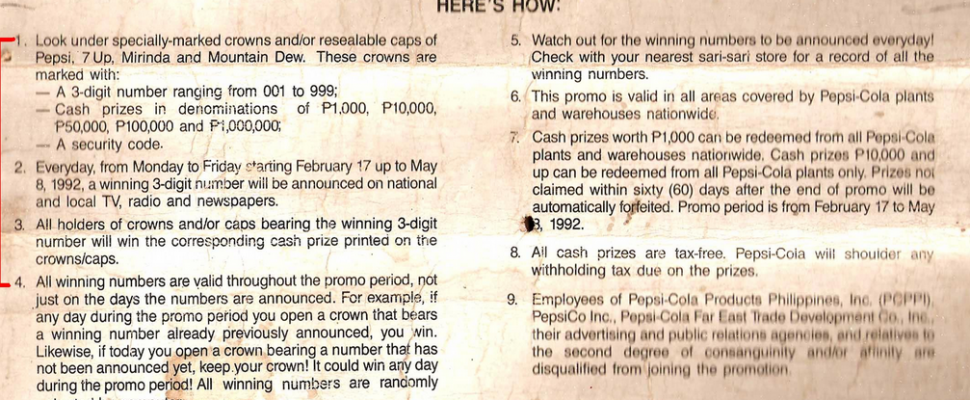 HERE'S HOW:
1. Look under specially-marked crowns and/or resealable caps of
Pepsi, 7 Up, Mirinda and Mountain Dew. These crowns are
marked with:
— A 3-digit number ranging from 001 to 999;
— Cash prizes in denominations of ₱1,000, ₱10,000,
₱50,000, ₱100,000 and ₱1,000,000;
— A security code.
2. Everyday, from Monday to Friday starting February 17 up to May
8, 1992, a winning 3-digit number will be announced on national
and local TV, radio and newspapers.
3. All holders of crowns and/or caps bearing the winning 3-digit
number will win the corresponding cash prize printed on the
crowns/caps.
4. All winning numbers are valid throughout the promo period, not
just on the days the numbers are announced. For example, if
any day during the promo period you open a crown that bears
a winning number already previously announced, you win.
Likewise, if today you open a crown bearing a number that has
not been announced yet, keep your crown! It could win any day
during the promo period! All winning numbers are randomly
5. Watch out for the winning numbers to be announced everyday!
Check with your nearest sari-sari store for a record of all the
winning numbers.
6. This promo is valid in all areas covered by Pepsi-Cola plants
and warehouses nationwide.
7. Cash prizes worth ₱1,000 can be redeemed from all Pepsi-Cola
plants and warehouses nationwide. Cash prizes ₱10,000 and
up can be redeemed from all Pepsi-Cola plants only. Prizes not
claimed within sixty (60) days after the end of promo will be
automatically forfeited. Promo period is from February 17 to May
8, 1992.
8. All cash prizes are tax-free. Pepsi-Cola will shoulder any
withholding tax due on the prizes.
9. Employees of Pepsi-Cola Products Philippines, Inc. (PCPPI),
PepsiCo Inc., Pepsi-Cola Far East Trade Development Co., Inc.,
their advertising and public relations agencies, and relatives to
the second degree of consanguinity and/or affinity are
disqualified from joining the promotion.